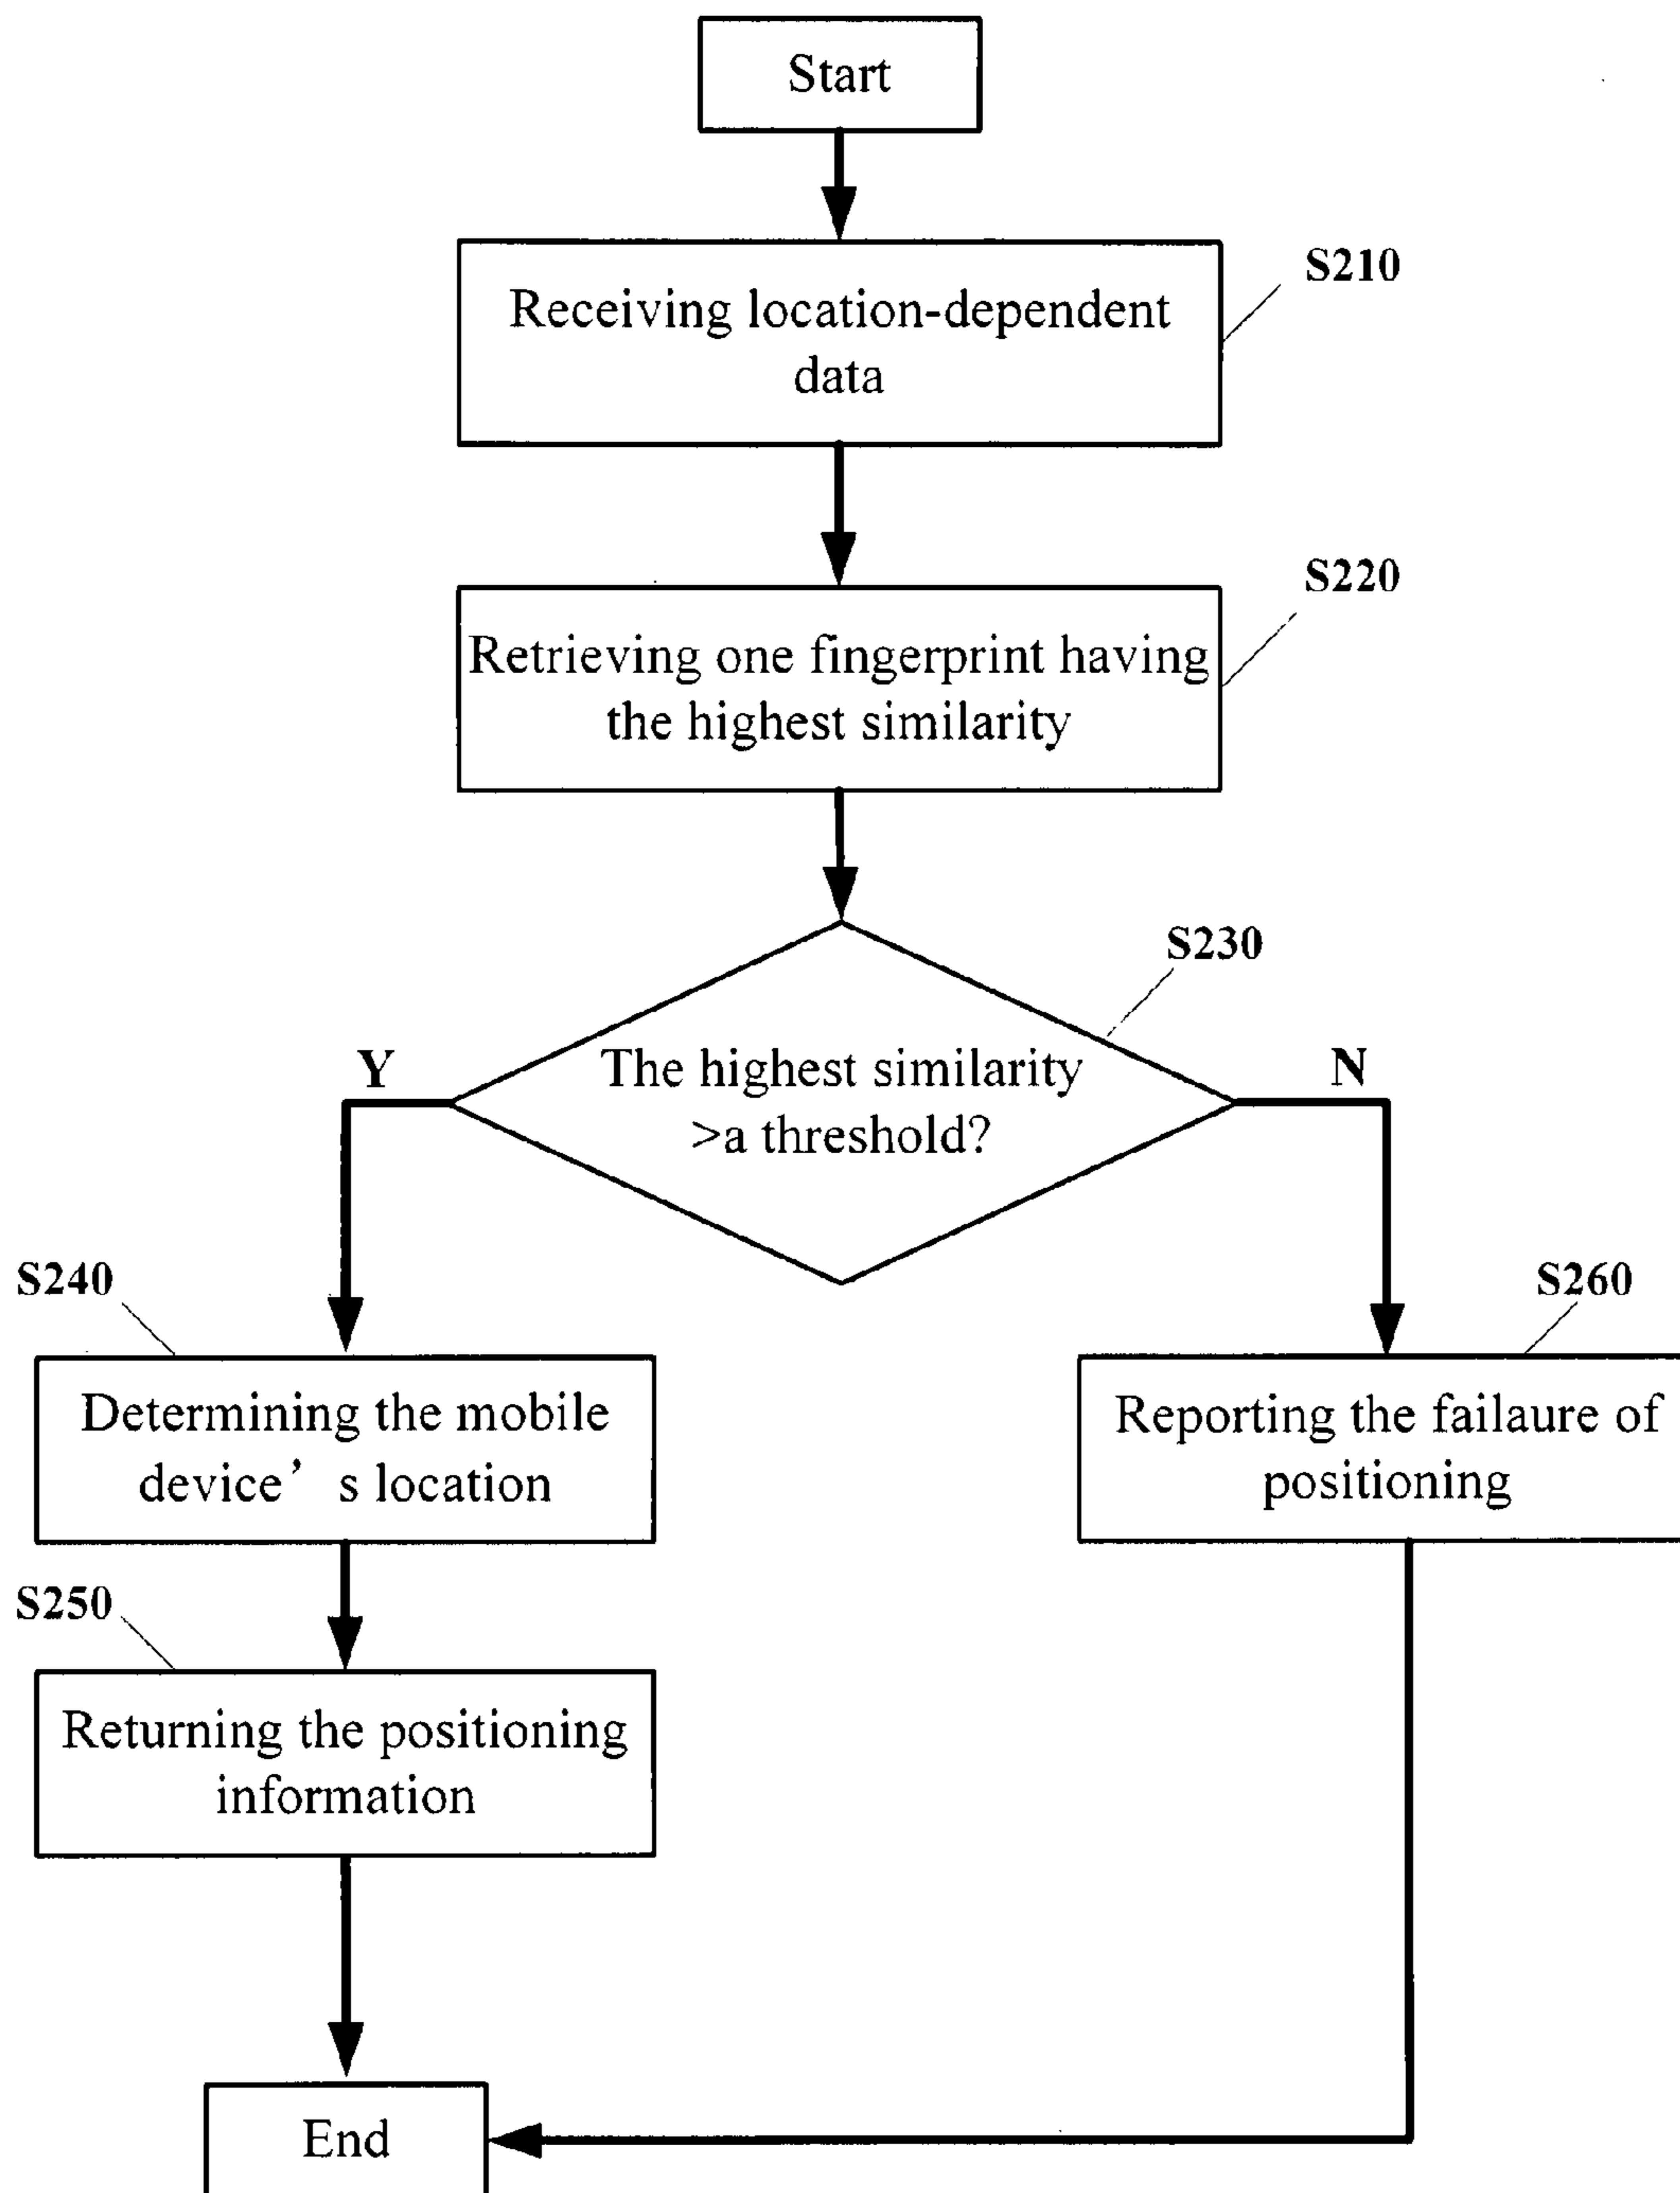 Start
S210
Receiving location-dependent
data
S220
Retrieving one fingerprint having
the highest similarity
S230
Y
The highest similarity
>a threshold?
N
S240
Determining the mobile
device’ s location
S260
Reporting the failaure of
positioning
S250
Returning the positioning
information
End